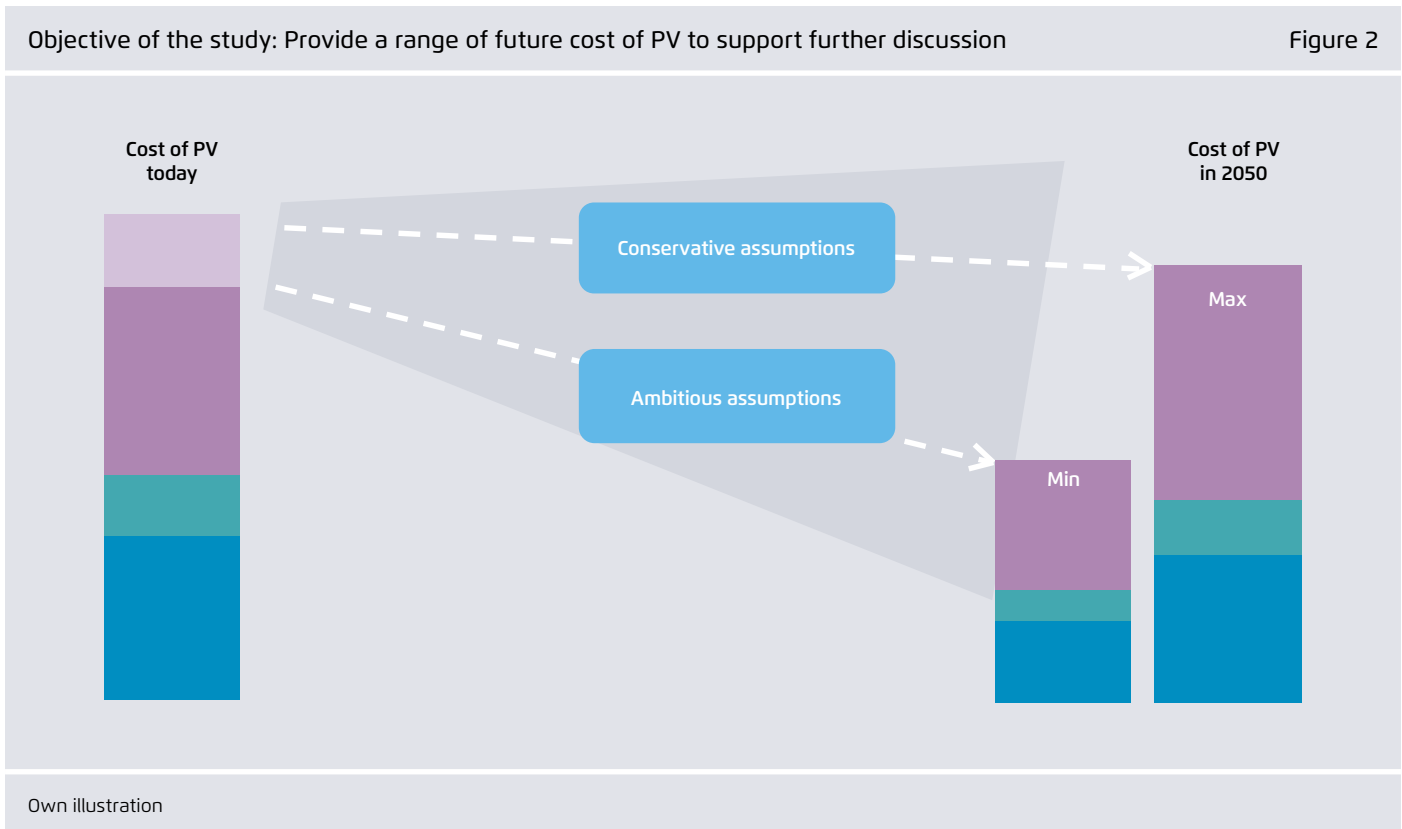 Objective of the study: Provide a range of future cost of PV to support further discussion
Figure 2
Cost of PV
today
Cost of PV
in 2050
Conservative assumptions
Max
Ambitious assumptions
Min
Own illustration